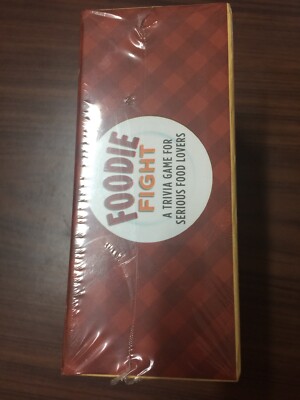 FOODIE
FIGHT
A TRIVIA GAME FOR
SERIOUS FOOD LOVERS